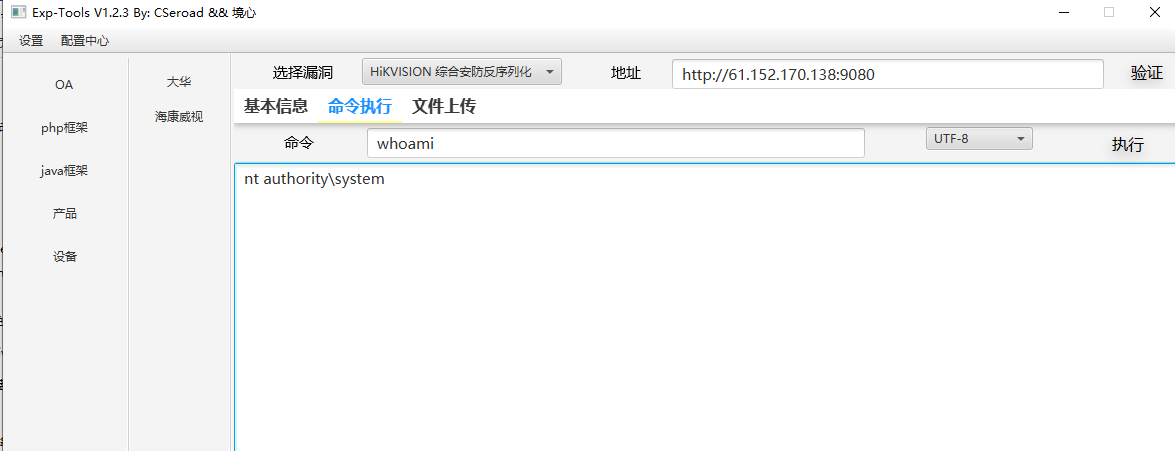 Exp-Tools V1.2.3 By: CSeroad && 境心
设置 配置中心
OA
php框架
java框架
产品
设备
大华
海康威视
选择漏洞 HiKVISION 综合安防反序列化 地址 http://61.152.170.138:9080 验证
基本信息 命令执行 文件上传
命令 whoami UTF-8 执行
nt authority\system